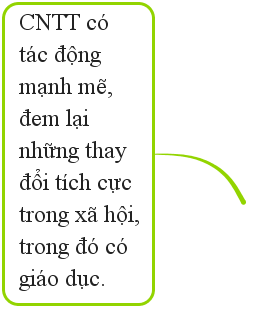 CNTT có
tác động
mạnh mẽ,
đem lại
những thay
đổi tích cực
trong xã hội,
trong đó có
giáo dục.